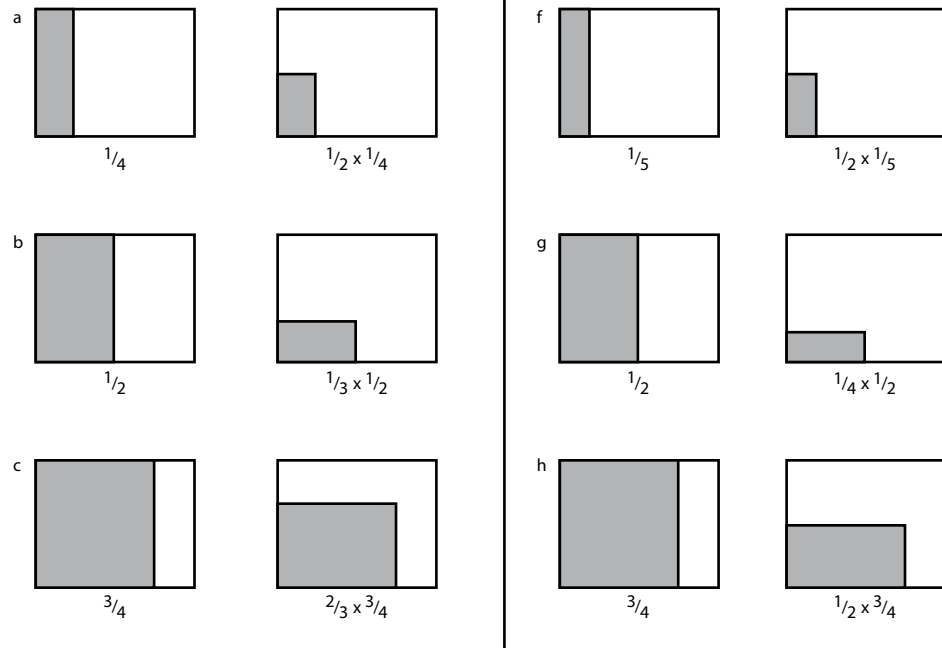 a
1/4
1/2 x 1/4
b
1/2
1/3 x 1/2
c
3/4
2/3 x 3/4
f
1/5
1/2 x 1/5
g
1/2
1/4 x 1/2
h
3/4
1/2 x 3/4